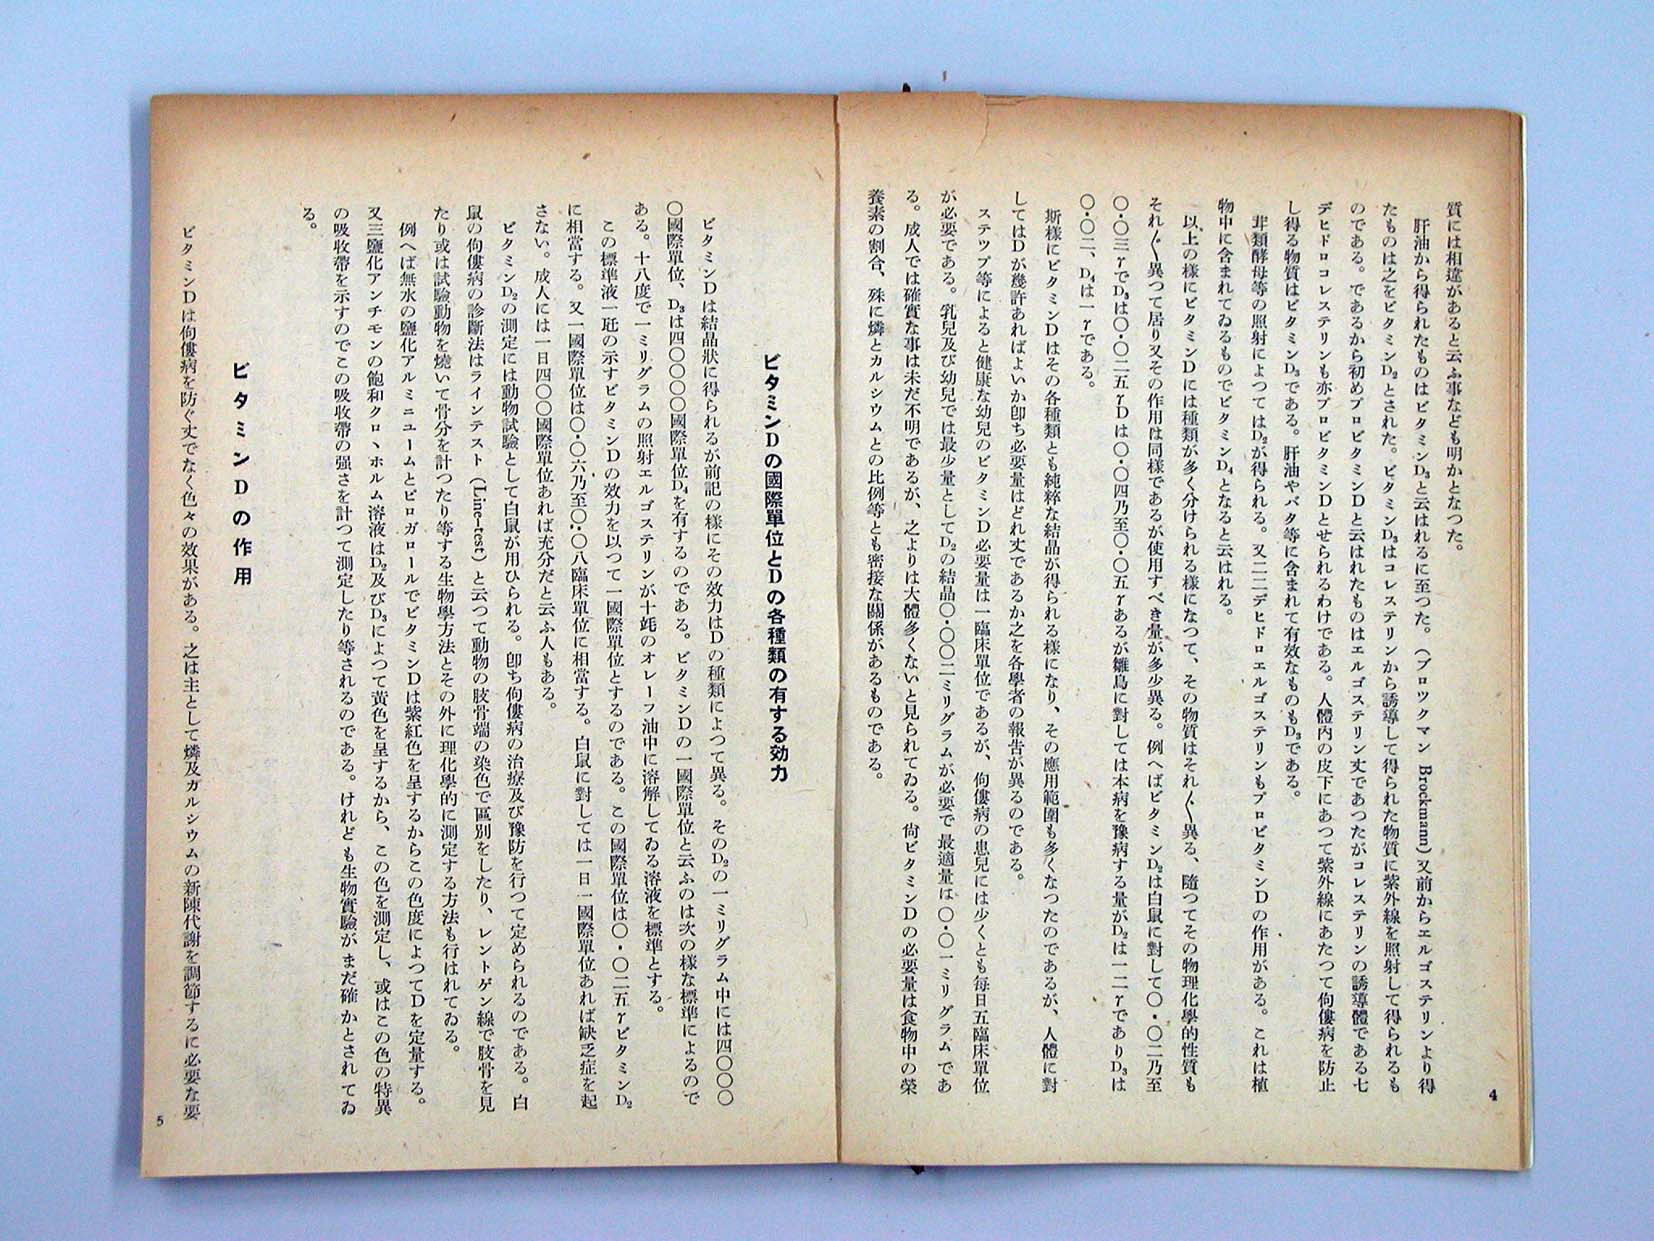 質には相違があると云ふ事なども明かとなつた。
肝油から得られたものはビタミンD₃と云はれるに至つた。（ブロツクマン Brockmann）又前からエルゴステリンより得
たものは之をビタミンD₂とされた。ビタミンD₃はコレステリンから誘導して得られた物質に紫外線を照射して得られるも
のである。であるから初めプロビタミンDと云はれたものはエルゴステリン丈であつたがコレステリンの誘導體である七
デヒドロコレステリンも亦プロビタミンDとせられるわけである。人體内の皮下にあつて紫外線にあたつて佝僂病を防止
し得る物質はビタミンD₃である。肝油やバタ等に含まれて有效なものもD₃である。
茸類酵母等の照射によつてはD₂が得られる。又二二デヒドロエルゴステリンもプロビタミンDの作用がある。これは植
物中に含まれてゐるものでビタミンD₄となると云はれる。
以上の様にビタミンDには種類が多く分けられる樣になつて、その物質はそれ〲異る、隨つてその物理化學的性質も
それ〲異つて居り又その作用は同様であるが使用すべき量が多少異る。例へばビタミンD₂は白鼠に對して〇・〇二乃至
〇・〇三γでD₃は〇・〇二五γDは〇・〇四乃至〇・〇五γあるが雛鳥に對しては本病を豫病する量がD₂は一二γでありD₃は
〇・〇二、D₄は一γである。
斯様にビタミンDはその各種類とも純粹な結晶が得られる様になり、その應用範圍も多くなつたのであるが、人體に對
してはDが幾許あればよいか卽ち必要量はどれ丈であるか之を各學者の報告が異るのである。
ステツプ等によると健康な幼兒のビタミンD必要量は一臨床單位であるが、佝僂病の患兒には少くとも毎日五臨床單位
が必要である。乳兒及び幼兒では最少量としてD₂の結晶〇・〇〇二ミリグラムが必要で最適量は〇・〇一ミリグラムであ
る。成人では確實な事は未だ不明であるが、之よりは大體多くないと見られてゐる。尙ビタミンDの必要量は食物中の榮
養素の割合、殊に燐とカルシウムとの比例等とも密接な關係があるものである。
4
ビタミンDの國際單位とDの各種類の有する効力
ビタミンDは結晶狀に得られるが前記の様にその效力はDの種類によつて異る。そのD₂の一ミリグラム中には四〇〇〇
〇國際單位、D₃は四〇〇〇〇國際單位D₄を有するのである。ビタミンDの一國際單位と云ふのは次の様な標準によるので
ある。十八度で一ミリグラムの照射エルゴステリンが十竓のオレーフ油中に溶解してゐる溶液を標準とする。
この標準液一瓩の示すビタミンDの效力を以つて一國際單位とするのである。この國際單位は〇・〇二五γビタミンD₂
に相當する。又一國際單位は〇・〇六乃至〇・〇八臨床單位に相當する。白鼠に對しては一日一國際單位あれば缺乏症を起
さない。成人には一日四〇〇國際單位あれば充分だと云ふ人もある。
ビタミンD₂の測定には動物試驗として白鼠が用ひられる。卽ち佝僂病の治療及び豫防を行つて定められるのである。白
鼠の佝僂病の診斷法はラインテスト（Line-test）と云つて動物の肢骨端の染色で區別をしたり、レントゲン線で肢骨を見
たり或は試驗動物を燒いて骨分を計つたり等する生物學方法とその外に理化學的に測定する方法も行はれてゐる。
例へば無水の鹽化アルミニユームとピロガロールでビタミンDは紫紅色を呈するからこの色度によつてDを定量する。
又三鹽化アンチモンの飽和クロヽホルム溶液はD₂及びD₃によつて黃色を呈するから、この色を測定し、或はこの色の特異
の吸收帶を示すのでこの吸收帶の强さを計つて測定したり等されるのである。けれども生物實驗がまだ確かとされてゐ
る。
ビタミンDの作用
ビタミンDは佝僂病を防ぐ丈でなく色々の效果がある。之は主として燐及カルシウムの新陳代謝を調節するに必要な要
5